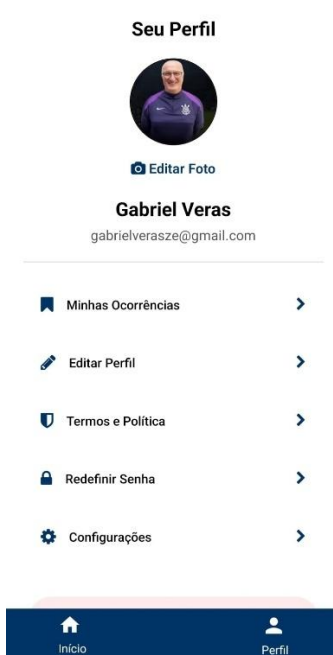 Seu Perfil
Editar Foto
Gabriel Veras
gabrielverasze@gmail.com
Minhas Ocorrências
Editar Perfil
Termos e Política
Redefinir Senha
Configurações
Início
Perfil